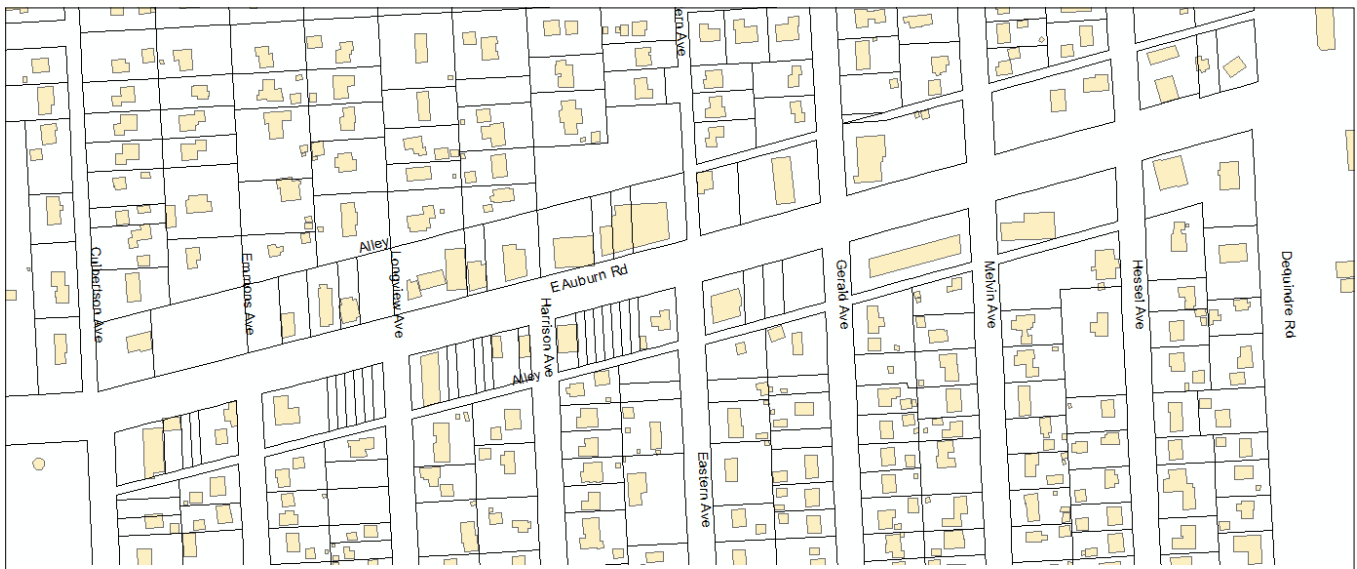 ern Ave
Alley
Culbertson Ave
Emmons Ave
Longview Ave
E Auburn Rd
Harrison Ave
Gerald Ave
Melvin Ave
Hessel Ave
Dequindre Rd
Alley
Eastern Ave